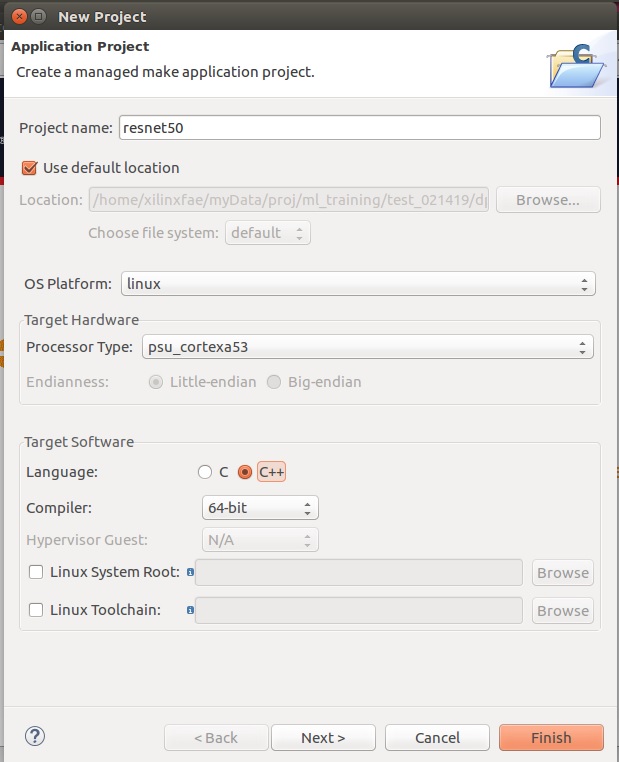 New Project
Application Project
Create a managed make application project.
Project name: resnet50
Use default location
Location: /home/xilinxfae/myData/proj/ml_training/test_021419/dp Browse...
Choose file system: default
OS Platform: linux
Target Hardware
Processor Type: psu_cortexa53
Endianness: Little-endian Big-endian
Target Software
Language: C C++
Compiler: 64-bit
Hypervisor Guest: N/A
Linux System Root: Browse
Linux Toolchain: Browse
< Back Next > Cancel Finish